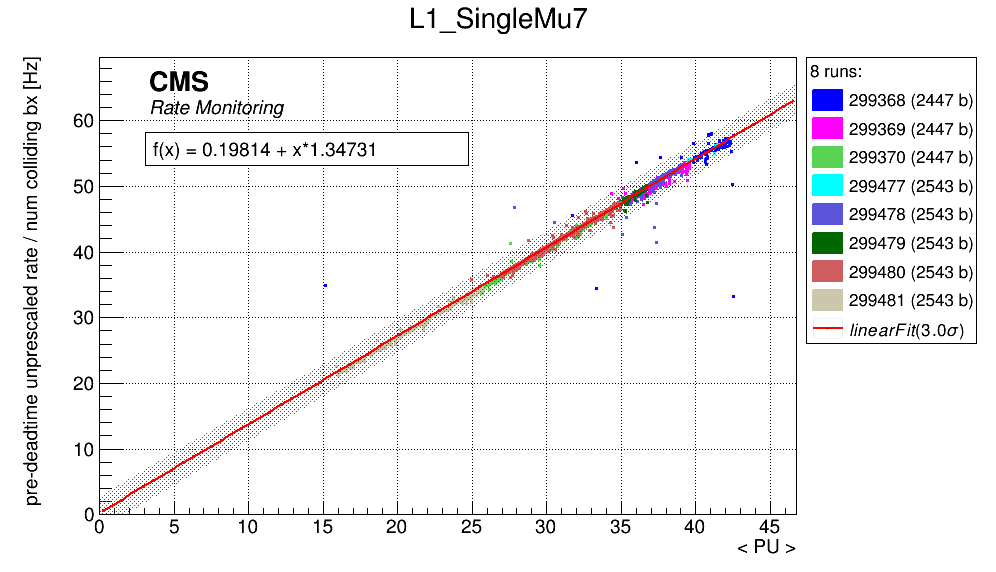 L1_SingleMu7
pre-deadtime unprescaled rate / num colliding bx [Hz]
CMS
Rate Monitoring
f(x) = 0.19814 + x*1.34731
60
50
40
30
20
10
0
0 5 10 15 20 25 30 35 40 45
< PU >
8 runs:
299368 (2447 b)
299369 (2447 b)
299370 (2447 b)
299477 (2543 b)
299478 (2543 b)
299479 (2543 b)
299480 (2543 b)
299481 (2543 b)
linearFit(3.0σ)